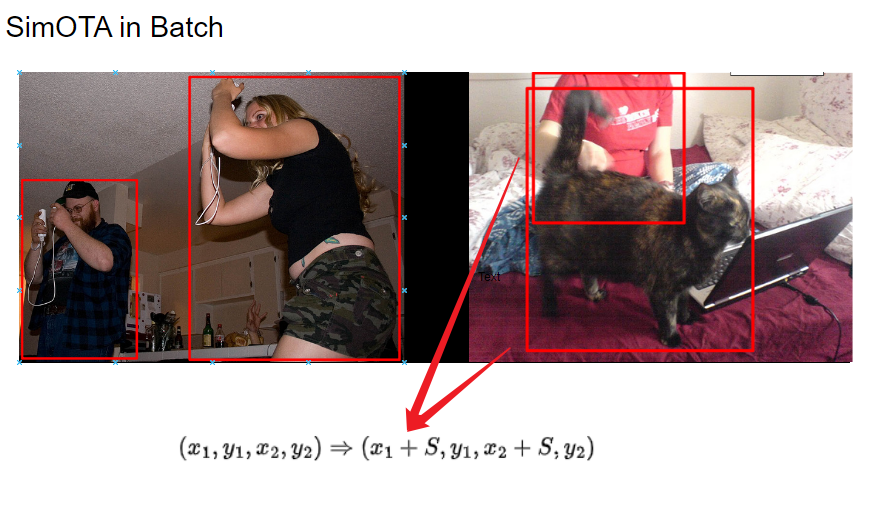 SimOTA in Batch
Text
(x₁, y₁, x₂, y₂) ⇒ (x₁ + S, y₁, x₂ + S, y₂)